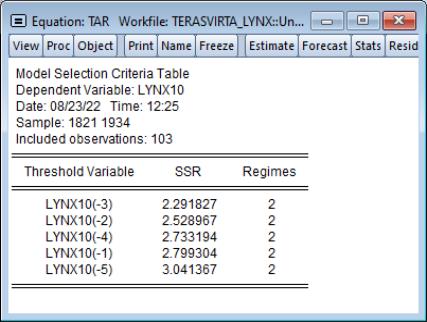 Equation: TAR Workfile: TERASVIRTA_LYNX::Un...
View Proc Object Print Name Freeze Estimate Forecast Stats Resid
Model Selection Criteria Table
Dependent Variable: LYNX10
Date: 08/23/22 Time: 12:25
Sample: 1821 1934
Included observations: 103
Threshold Variable SSR Regimes
LYNX10(-3) 2.291827 2
LYNX10(-2) 2.528967 2
LYNX10(-4) 2.733194 2
LYNX10(-1) 2.799304 2
LYNX10(-5) 3.041367 2